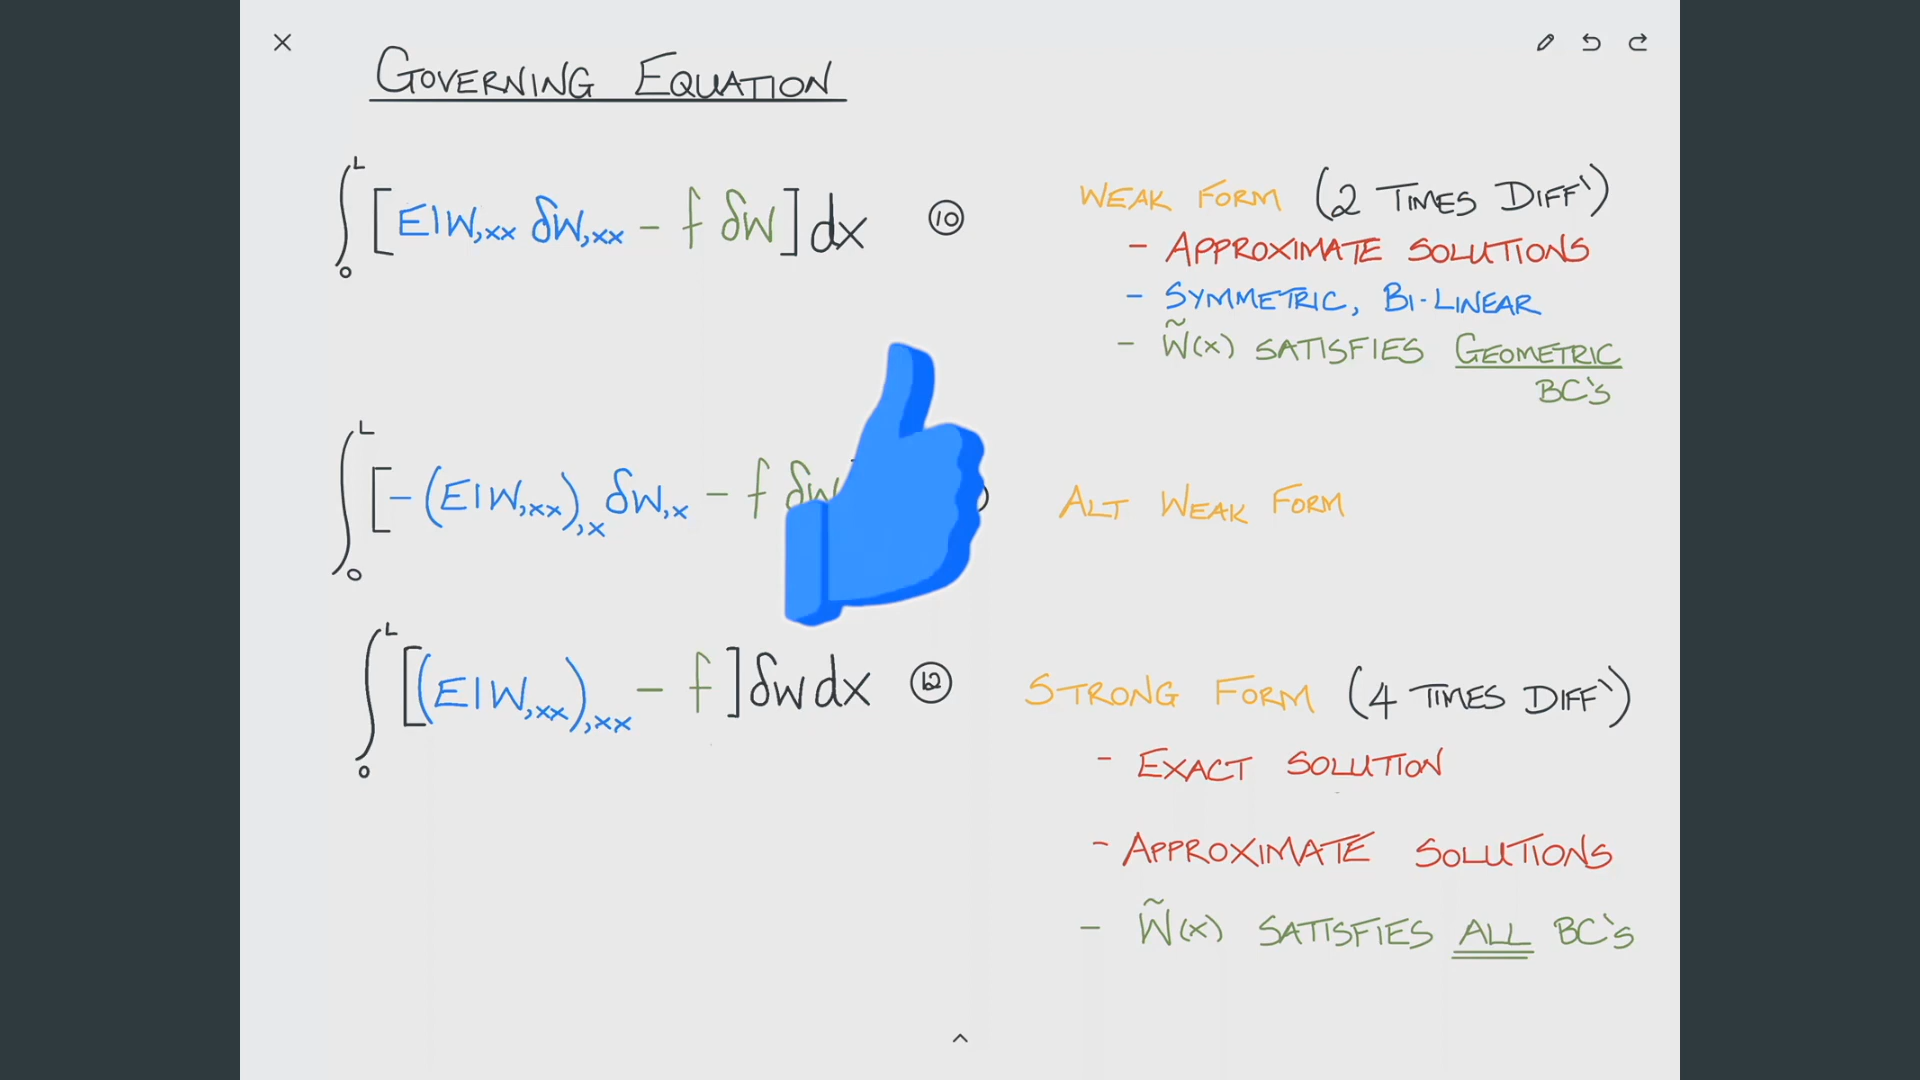 GOVERNING EQUATION
∫₀ᴸ [EIW,xx δW,xx - f δW] dx ⑩
WEAK FORM (2 TIMES DIFF')
- APPROXIMATE SOLUTIONS
- SYMMETRIC, BI-LINEAR
- W̃(x) SATISFIES GEOMETRIC
BC's
∫₀ᴸ [-(EIW,xx),x δW,x - f δW
ALT WEAK FORM
∫₀ᴸ [(EIW,xx),xx - f] δW dx ⑫
STRONG FORM (4 TIMES DIFF')
- EXACT SOLUTION
- APPROXIMATE SOLUTIONS
- W̃(x) SATISFIES ALL BC's